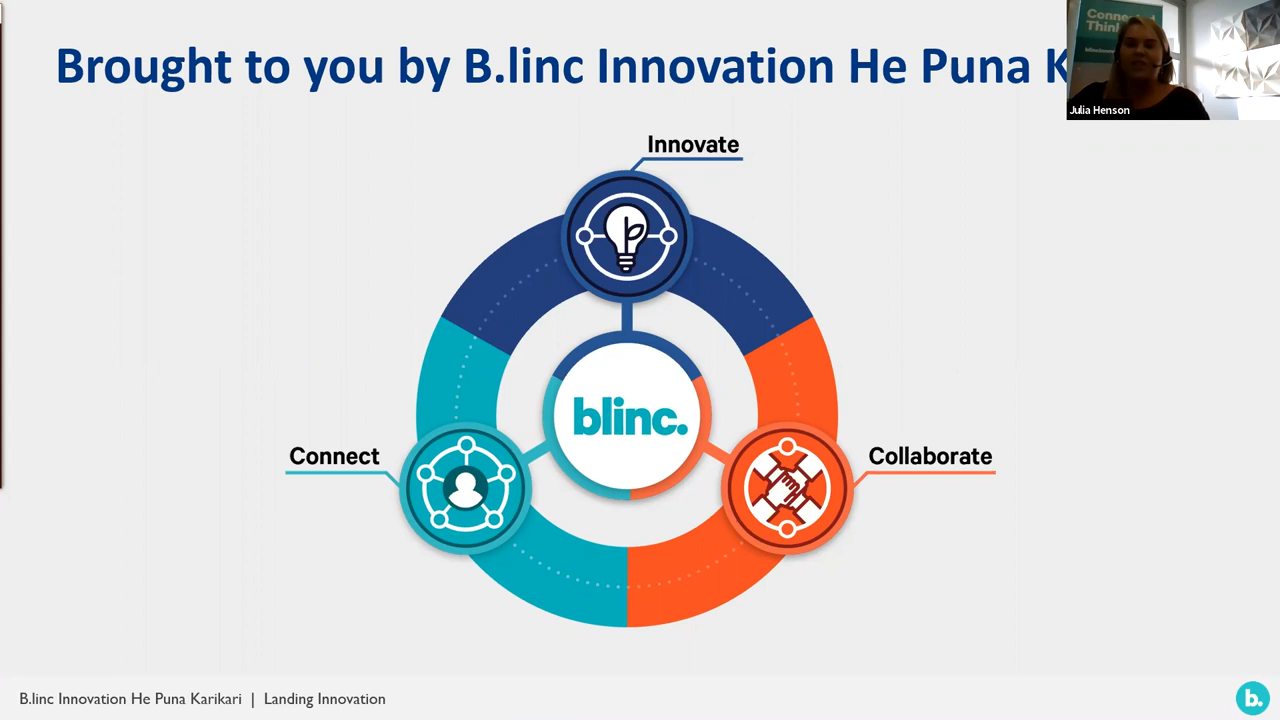 Brought to you by B.linc Innovation He Puna K
Connected
Julia Henson
Innovate
blinc.
Connect
Collaborate
B.linc Innovation He Puna Karikari | Landing Innovation
b.